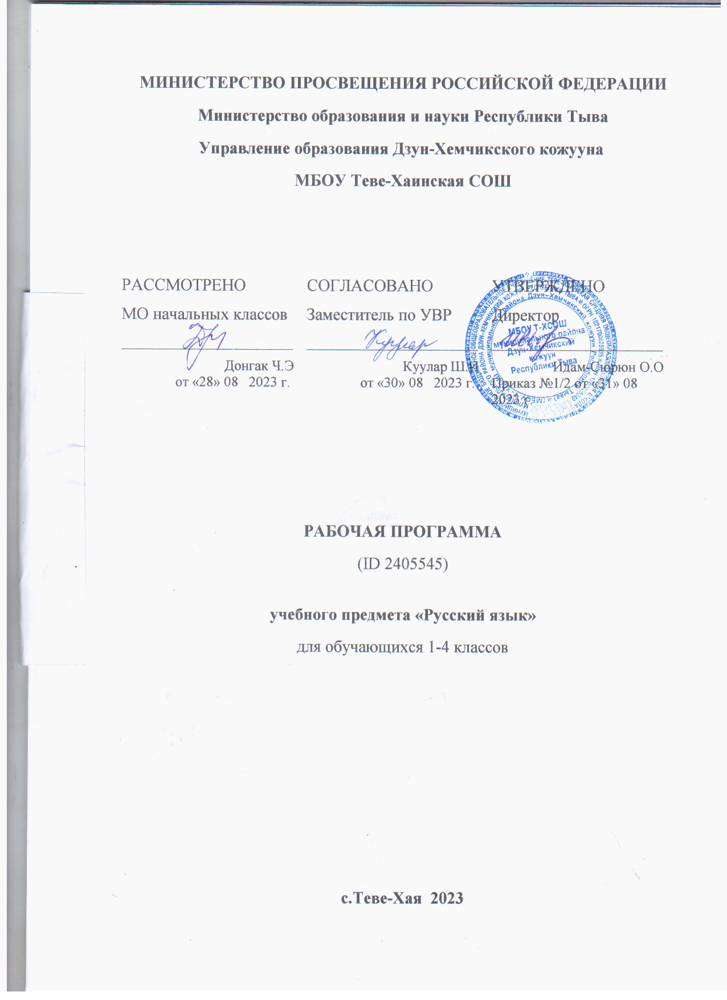 МИНИСТЕРСТВО ПРОСВЕЩЕНИЯ РОССИЙСКОЙ ФЕДЕРАЦИИ
Министерство образования и науки Республики Тыва
Управление образования Дзун-Хемчикского кожууна
МБОУ Теве-Хаинская СОШ
РАССМОТРЕНО
МО начальных классов
Донгак Ч.Э
от «28» 08 2023 г.
СОГЛАСОВАНО
Заместитель по УВР
Куулар Ш.И
от «30» 08 2023 г.
УТВЕРЖДЕНО
Директор
Идам-Сюрюн О.О
Приказ №1/2 от «31» 08
2023 г.
МБОУ Т-ХСОШ
муниципального района
Дзун-Хемчикский
кожуун
Республики Тыва
РАБОЧАЯ ПРОГРАММА
(ID 2405545)
учебного предмета «Русский язык»
для обучающихся 1-4 классов
с.Теве-Хая 2023